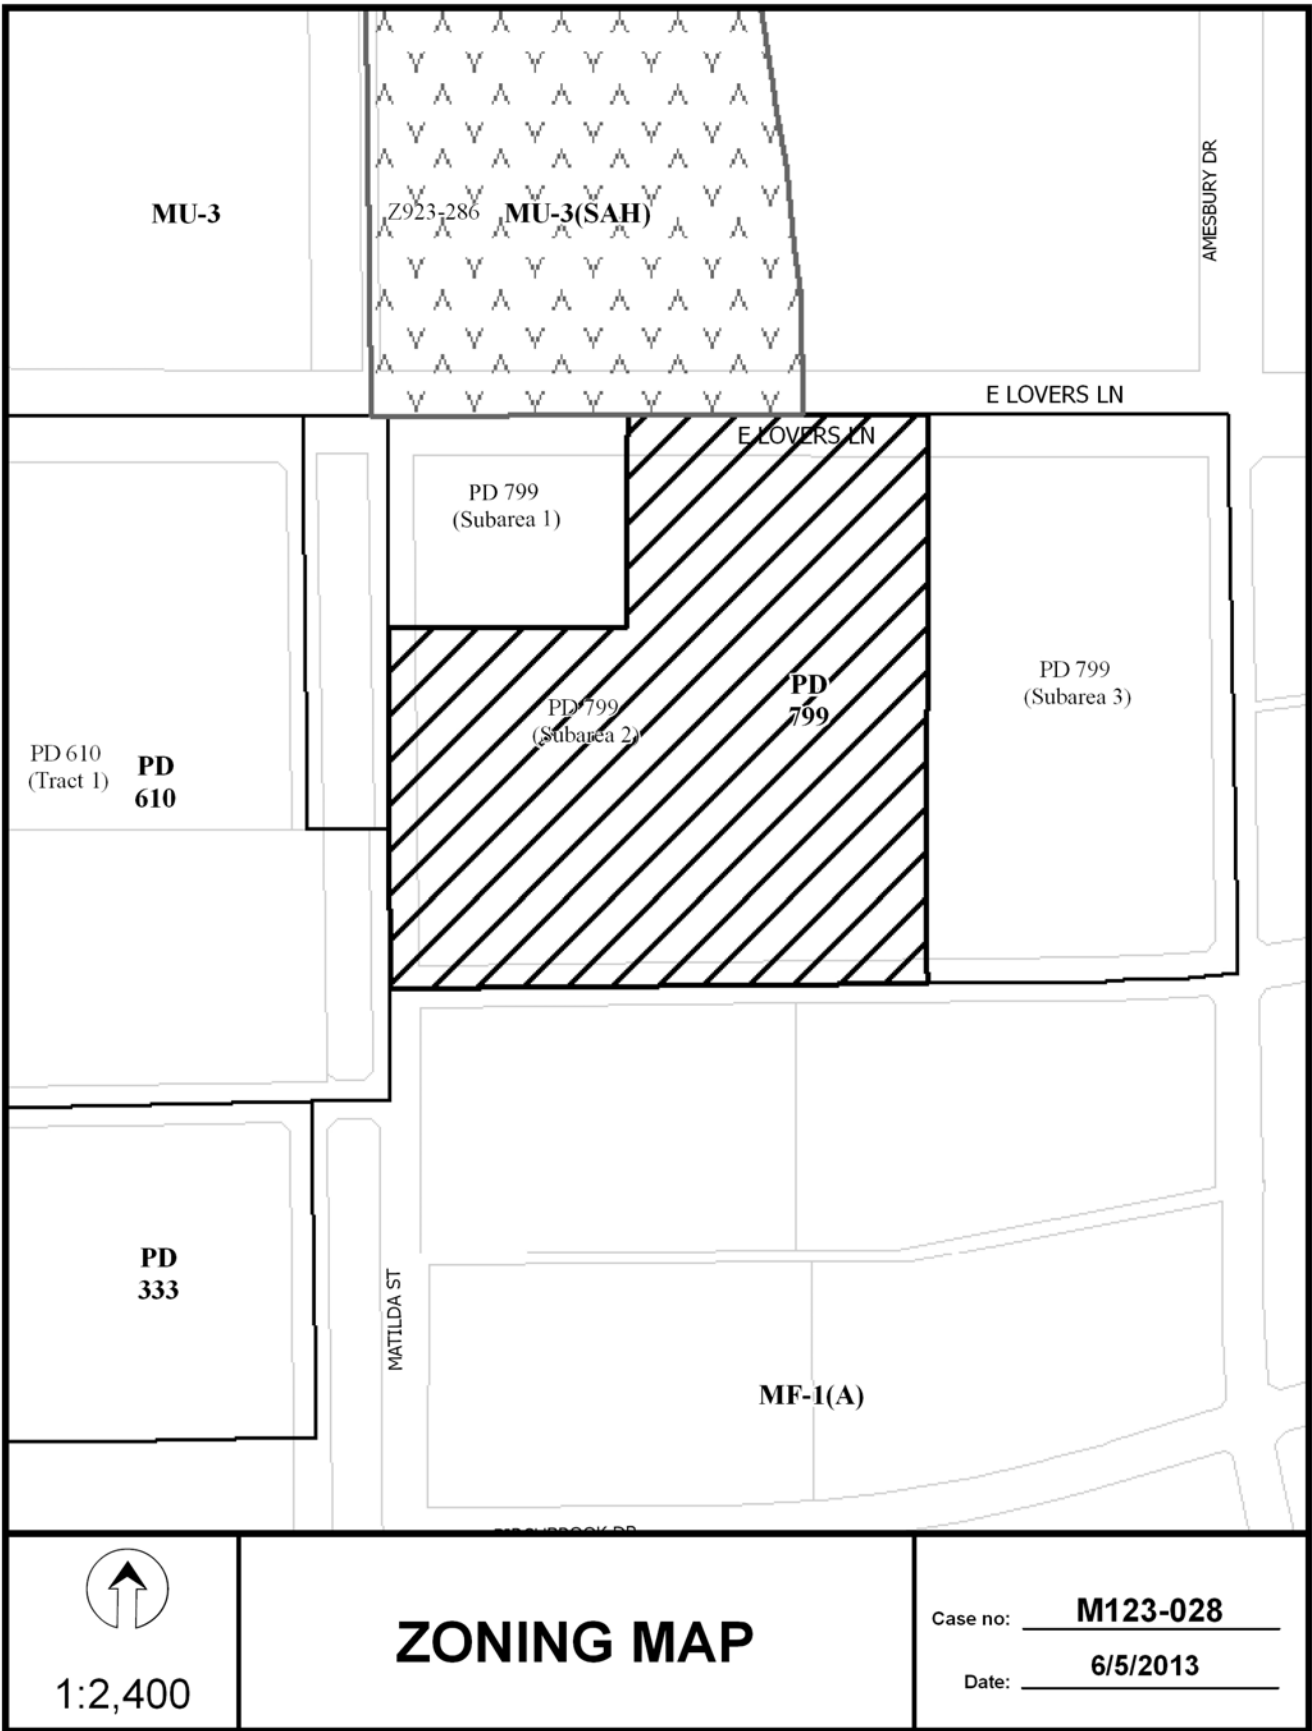 AMESBURY DR
MU-3
Z923-286
MU-3(SAH)
E LOVERS LN
E LOVERS LN
PD 799
(Subarea 1)
PD 799
(Subarea 2)
PD
799
PD 799
(Subarea 3)
PD 610
(Tract 1)
PD
610
PD
333
MATILDA ST
MF-1(A)
1:2,400
ZONING MAP
Case no: M123-028
Date: 6/5/2013